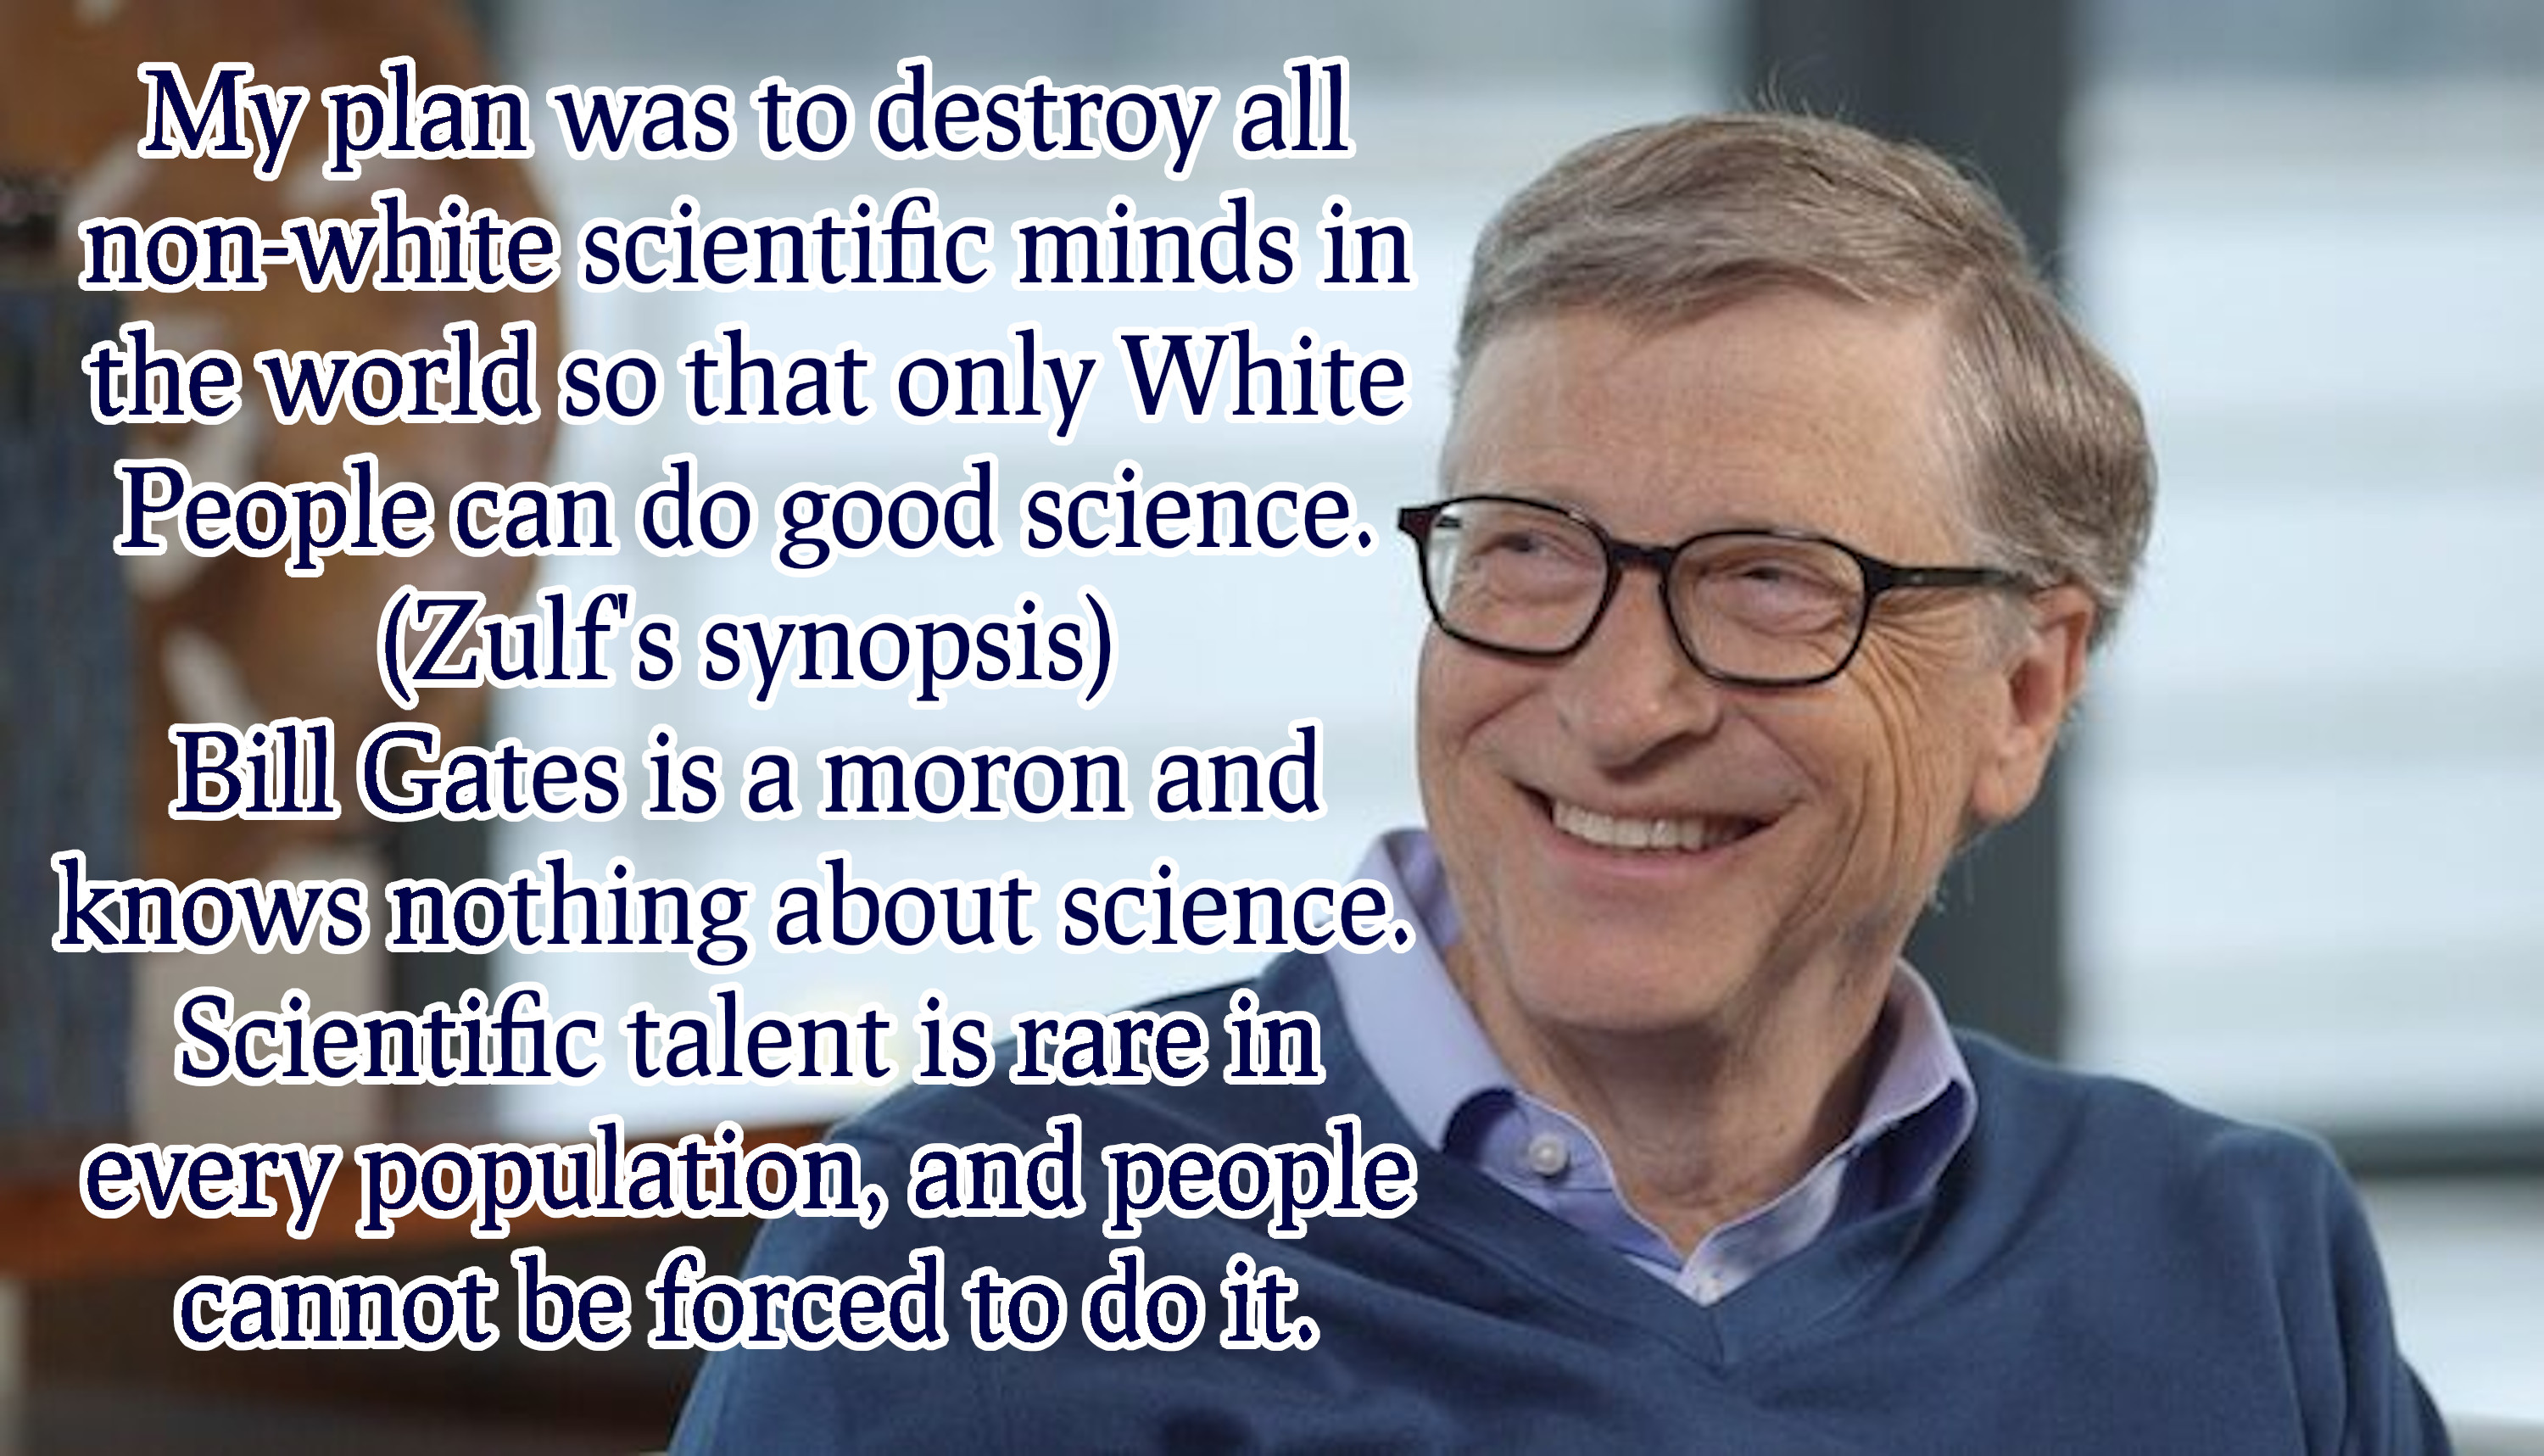 My plan was to destroy all
non-white scientific minds in
the world so that only White
People can do good science.
(Zulf's synopsis)
Bill Gates is a moron and
knows nothing about science.
Scientific talent is rare in
every population, and people
cannot be forced to do it.